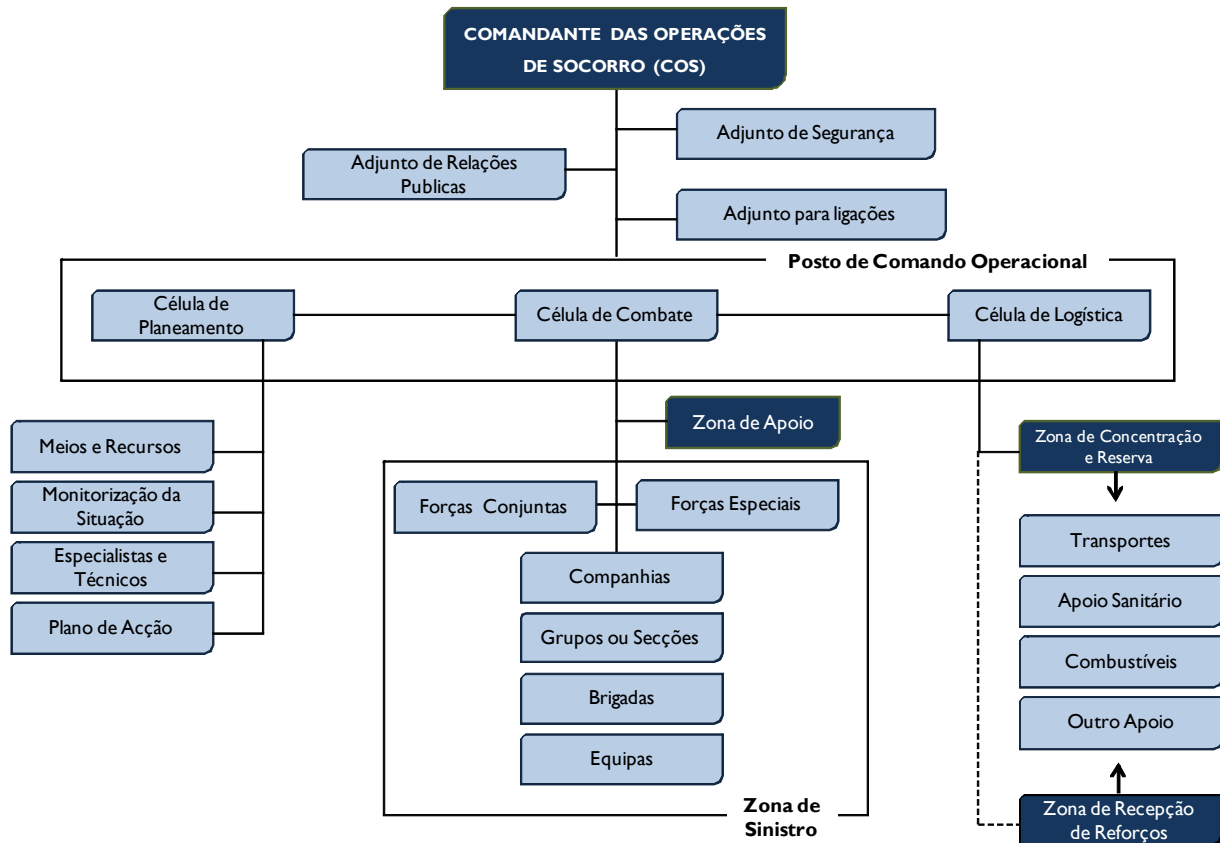 COMANDANTE DAS OPERAÇÕES
DE SOCORRO (COS)
Adjunto de Segurança
Adjunto de Relações
Publicas
Adjunto para ligações
Posto de Comando Operacional
Célula de
Planeamento
Célula de Combate
Célula de Logística
Meios e Recursos
Monitorização da
Situação
Especialistas e
Técnicos
Plano de Acção
Zona de Apoio
Forças Conjuntas
Forças Especiais
Companhias
Grupos ou Secções
Brigadas
Equipas
Zona de
Sinistro
Zona de Concentração
e Reserva
Transportes
Apoio Sanitário
Combustíveis
Outro Apoio
Zona de Recepção
de Reforços